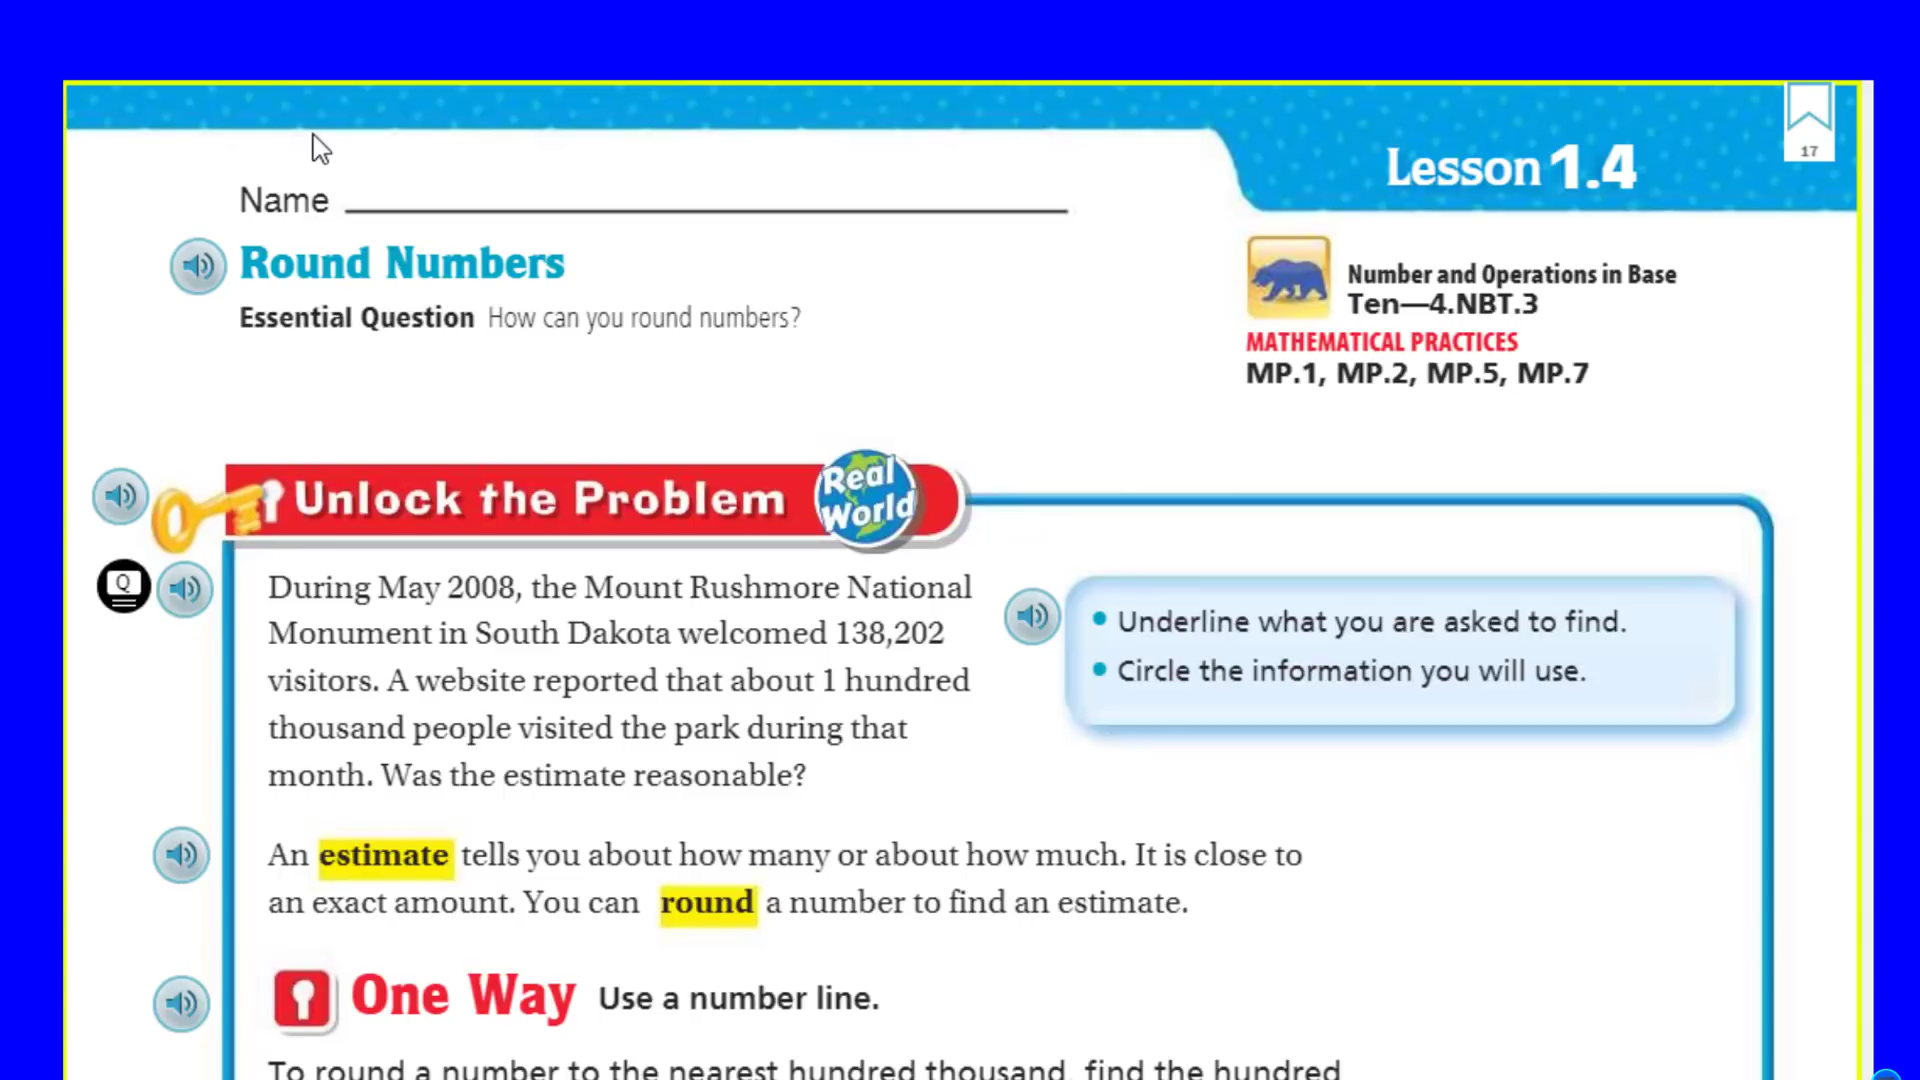 17
Lesson 1.4
Name
Round Numbers
Essential Question How can you round numbers?
Number and Operations in Base
Ten—4.NBT.3
MATHEMATICAL PRACTICES
MP.1, MP.2, MP.5, MP.7
Unlock the Problem
Real
World
Q
During May 2008, the Mount Rushmore National
Monument in South Dakota welcomed 138,202
visitors. A website reported that about 1 hundred
thousand people visited the park during that
month. Was the estimate reasonable?
• Underline what you are asked to find.
• Circle the information you will use.
An estimate tells you about how many or about how much. It is close to
an exact amount. You can round a number to find an estimate.
One Way Use a number line.
To round a number to the nearest hundred thousand, find the hundred